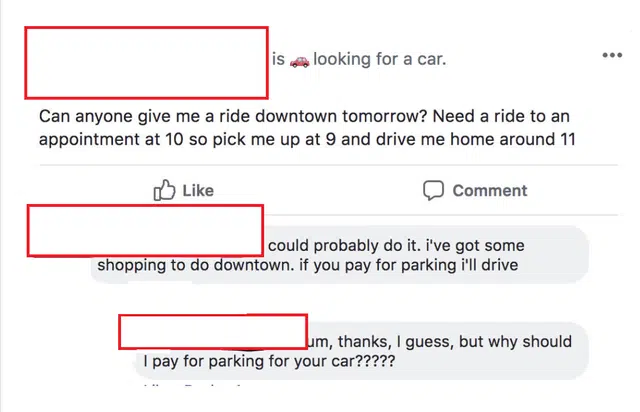 is 🚗 looking for a car.
Can anyone give me a ride downtown tomorrow? Need a ride to an
appointment at 10 so pick me up at 9 and drive me home around 11
Like
Comment
could probably do it. i've got some
shopping to do downtown. if you pay for parking i'll drive
um, thanks, I guess, but why should
I pay for parking for your car?????